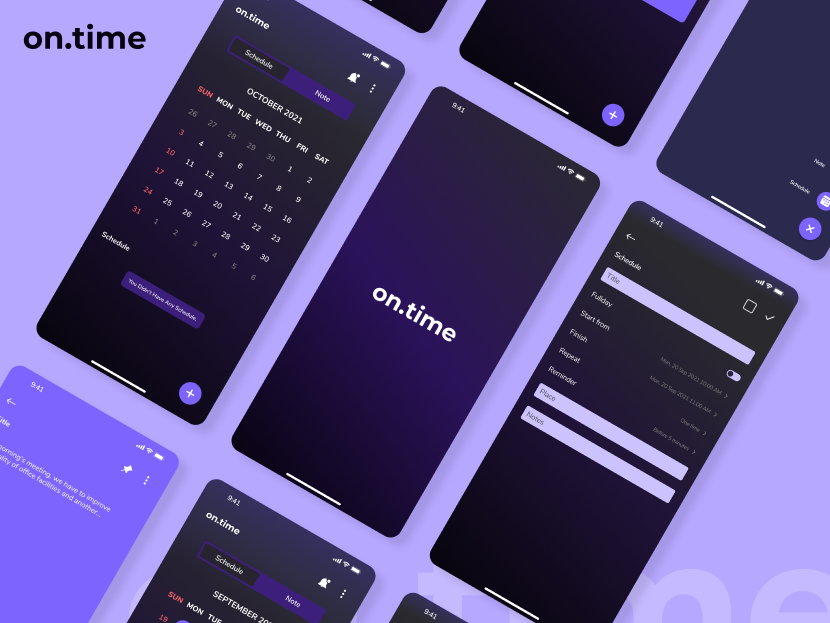 on.time
on.time
Schedule
Note
OCTOBER 2021
SUN MON TUE WED THU FRI SAT
26 27 28 29 30 1 2
3 4 5 6 7 8 9
10 11 12 13 14 15 16
17 18 19 20 21 22 23
24 25 26 27 28 29 30
31 1 2 3 4 5 6
Schedule
You Didn't Have Any Schedule
9:41
on.time
Note
Schedule
9:41
Schedule
Title
Fullday
Start from
Mon, 20 Sep 2021 10:00 AM
Finish
Mon, 20 Sep 2021 11:00 AM
Repeat
One time
Reminder
Before 5 minutes
Place
Notes
9:41
meeting, we have to improve
of office facilities and another...
9:41
on.time
Schedule
Note
SEPTEMBER
SUN MON TUE
19
9:41